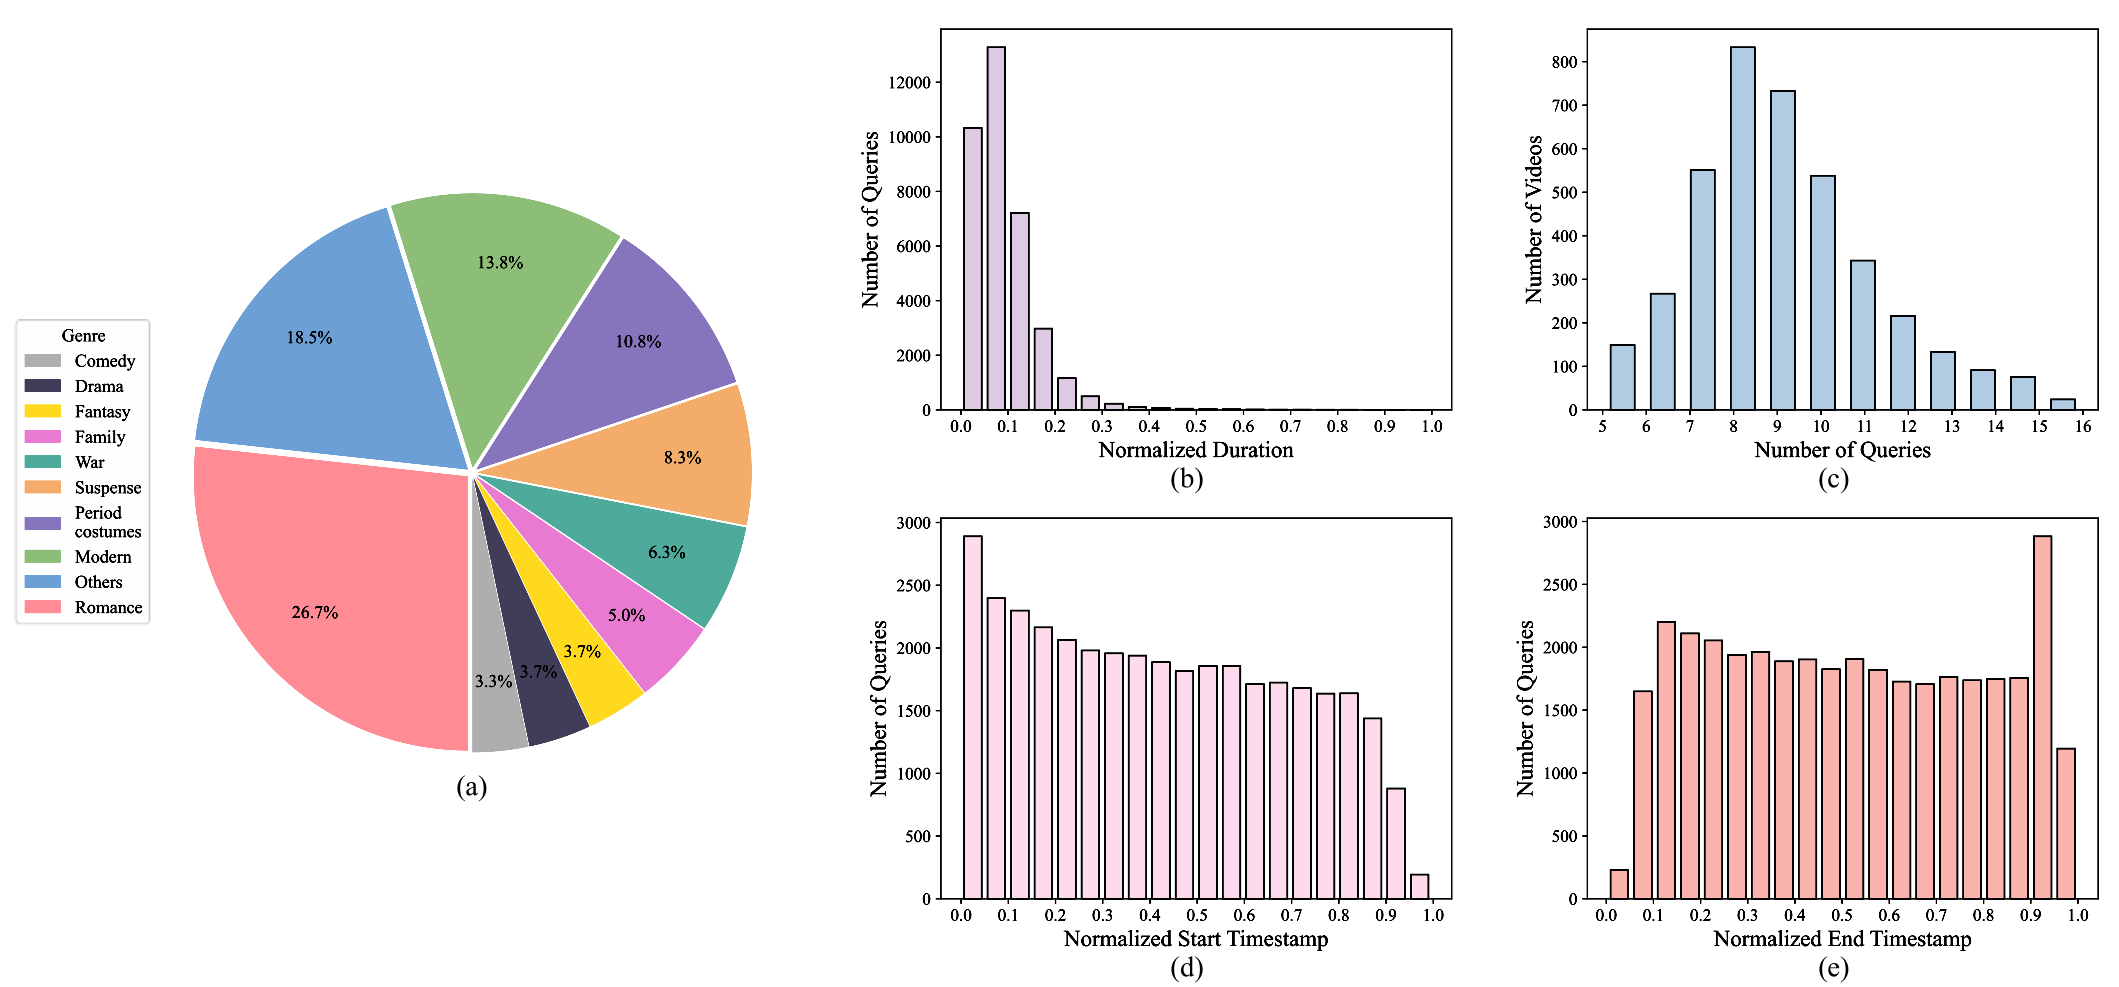 Genre
Comedy
Drama
Fantasy
Family
War
Suspense
Period
costumes
Modern
Others
Romance
13.8%
18.5%
10.8%
8.3%
6.3%
5.0%
3.7%
3.7%
3.3%
26.7%
(a)
Number of Queries
12000
10000
8000
6000
4000
2000
0
0.0 0.1 0.2 0.3 0.4 0.5 0.6 0.7 0.8 0.9 1.0
Normalized Duration
(b)
Number of Videos
800
700
600
500
400
300
200
100
0
5 6 7 8 9 10 11 12 13 14 15 16
Number of Queries
(c)
Number of Queries
3000
2500
2000
1500
1000
500
0
0.0 0.1 0.2 0.3 0.4 0.5 0.6 0.7 0.8 0.9 1.0
Normalized Start Timestamp
(d)
Number of Queries
3000
2500
2000
1500
1000
500
0
0.0 0.1 0.2 0.3 0.4 0.5 0.6 0.7 0.8 0.9 1.0
Normalized End Timestamp
(e)